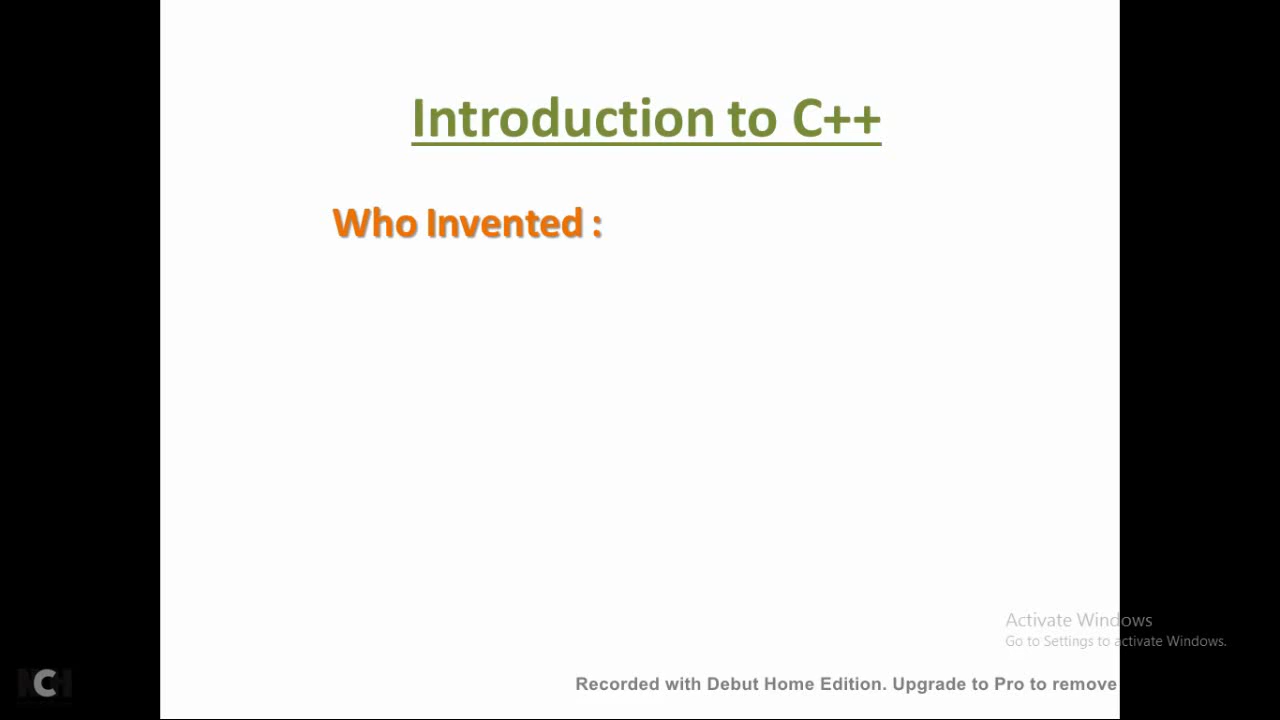 Introduction to C++
Who Invented :
Activate Windows
Go to Settings to activate Windows.
Recorded with Debut Home Edition. Upgrade to Pro to remove
NCH